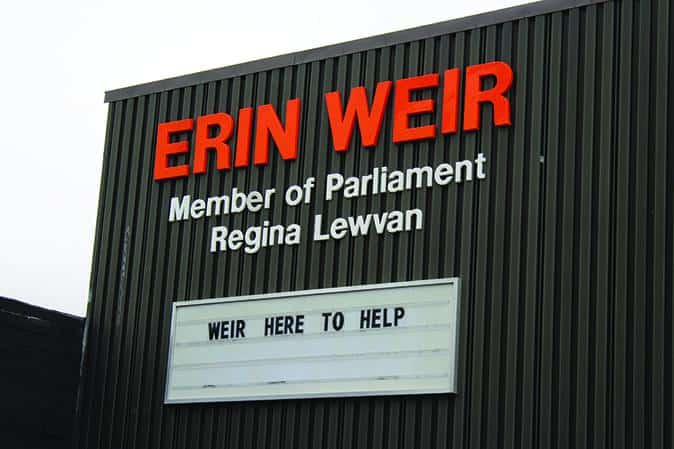 ERIN WEIR
Member of Parliament
Regina Lewvan
WEIR HERE TO HELP